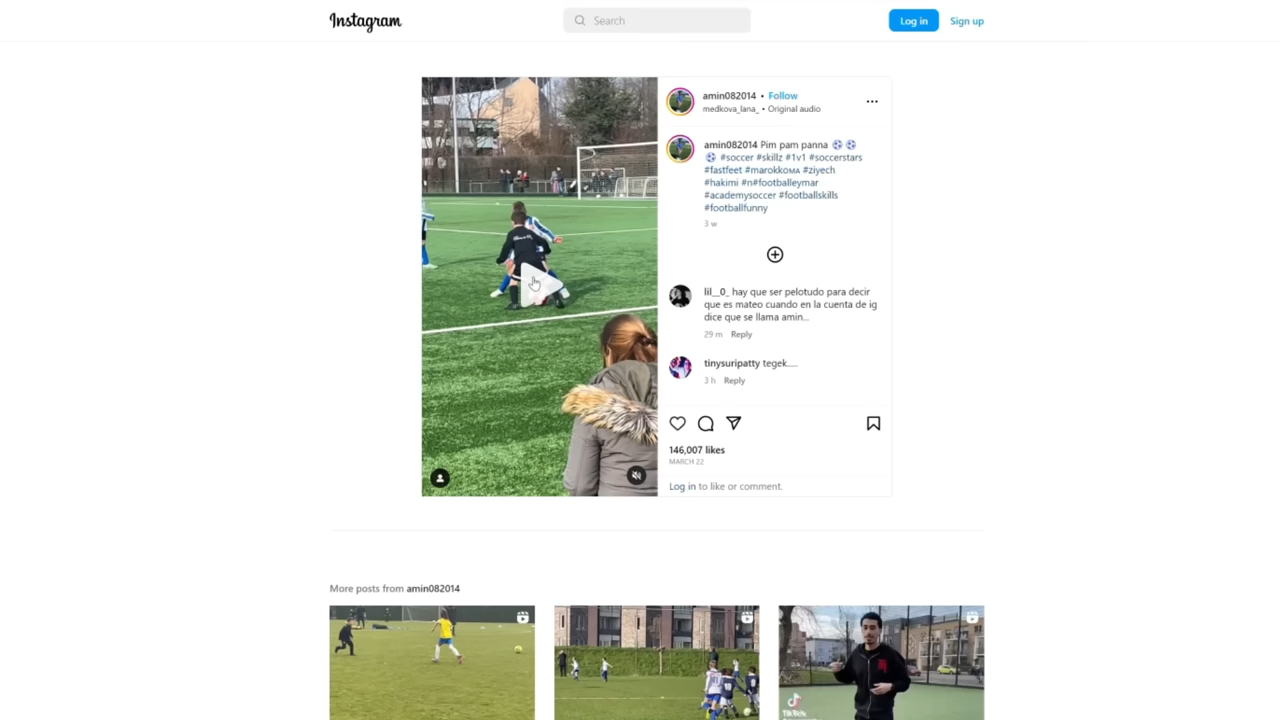 Instagram
Search
Log in
Sign up
amin082014 • Follow
medkova_lana_ • Original audio
amin082014 Pim pam panna ⚽ ⚽
⚽ #soccer #skillz #1v1 #soccerstars
#fastfeet #marokkoма #ziyech
#hakimi #n#footballeymar
#academysoccer #footballskills
#footballfunny
3 w
lil__0_ hay que ser pelotudo para decir
que es mateo cuando en la cuenta de ig
dice que se llama amin...
29 m Reply
tinysuripatty tegek.....
3 h Reply
146,007 likes
MARCH 22
Log in to like or comment.
More posts from amin082014
TikTok